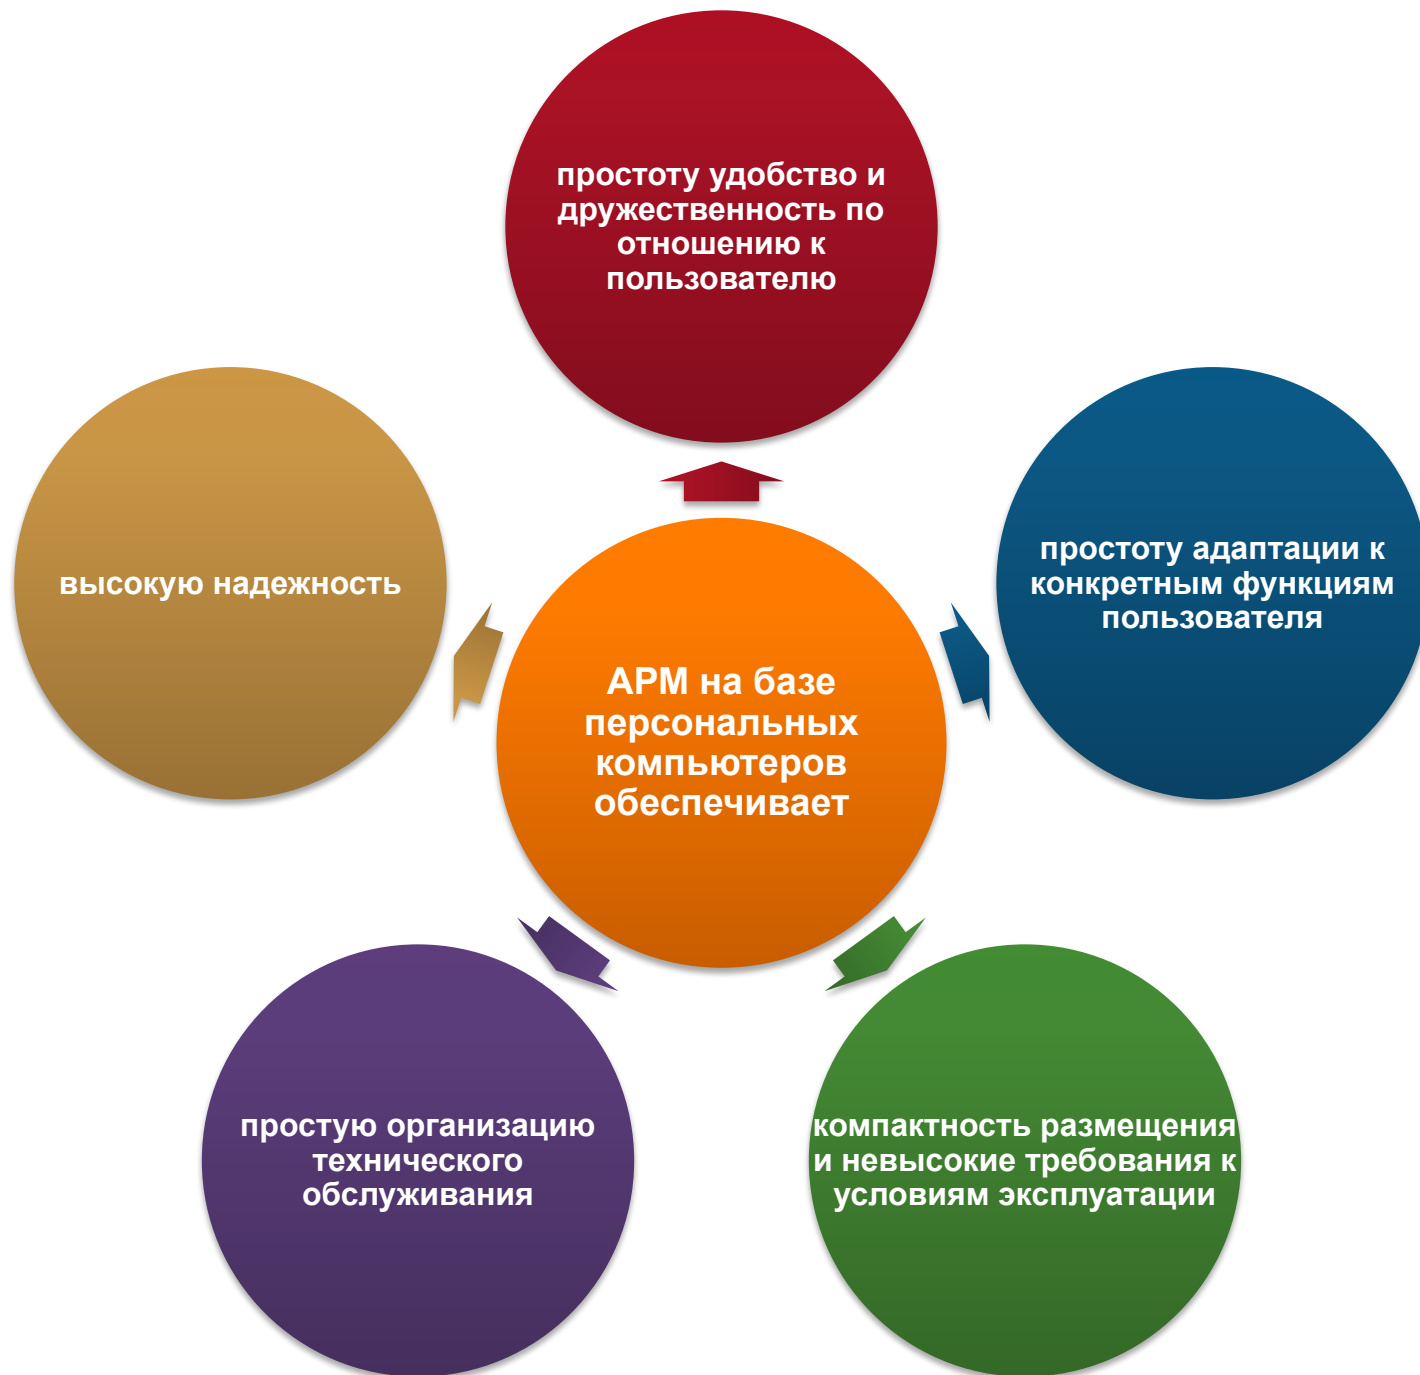 простоту удобство и
дружественность по
отношению к
пользователю
высокую надежность
простоту адаптации к
конкретным функциям
пользователя
АРМ на базе
персональных
компьютеров
обеспечивает
простую организацию
технического
обслуживания
компактность размещения
и невысокие требования к
условиям эксплуатации